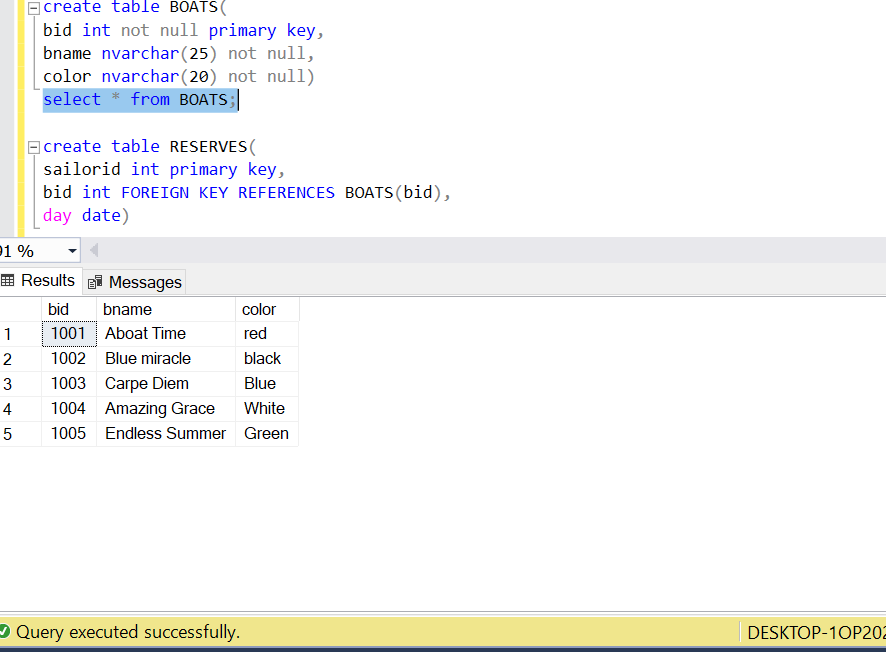 create table BOATS(
bid int not null primary key,
bname nvarchar(25) not null,
color nvarchar(20) not null)
select * from BOATS;
create table RESERVES(
sailorid int primary key,
bid int FOREIGN KEY REFERENCES BOATS(bid),
day date)
91 %
Results Messages
bid bname color
1 1001 Aboat Time red
2 1002 Blue miracle black
3 1003 Carpe Diem Blue
4 1004 Amazing Grace White
5 1005 Endless Summer Green
Query executed successfully. DESKTOP-1OP202